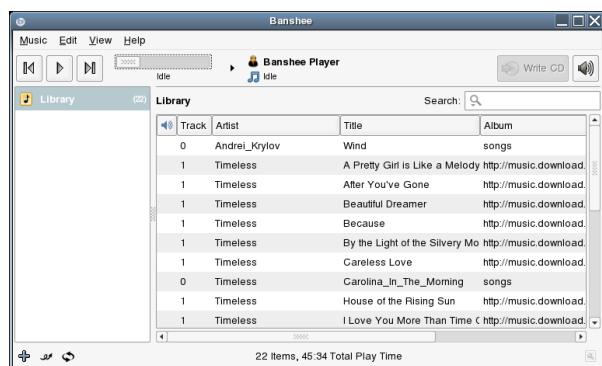 Banshee
Music Edit View Help
Banshee Player
Idle
Idle
Write CD
Library (22)
Library
Search:
Track Artist Title Album
0 Andrei_Krylov Wind songs
1 Timeless A Pretty Girl is Like a Melody http://music.download.
1 Timeless After You've Gone http://music.download.
1 Timeless Beautiful Dreamer http://music.download.
1 Timeless Because http://music.download.
1 Timeless By the Light of the Silvery Mo http://music.download.
1 Timeless Careless Love http://music.download.
0 Timeless Carolina_In_The_Morning songs
1 Timeless House of the Rising Sun http://music.download.
1 Timeless I Love You More Than Time ( http://music.download.
22 Items, 45:34 Total Play Time